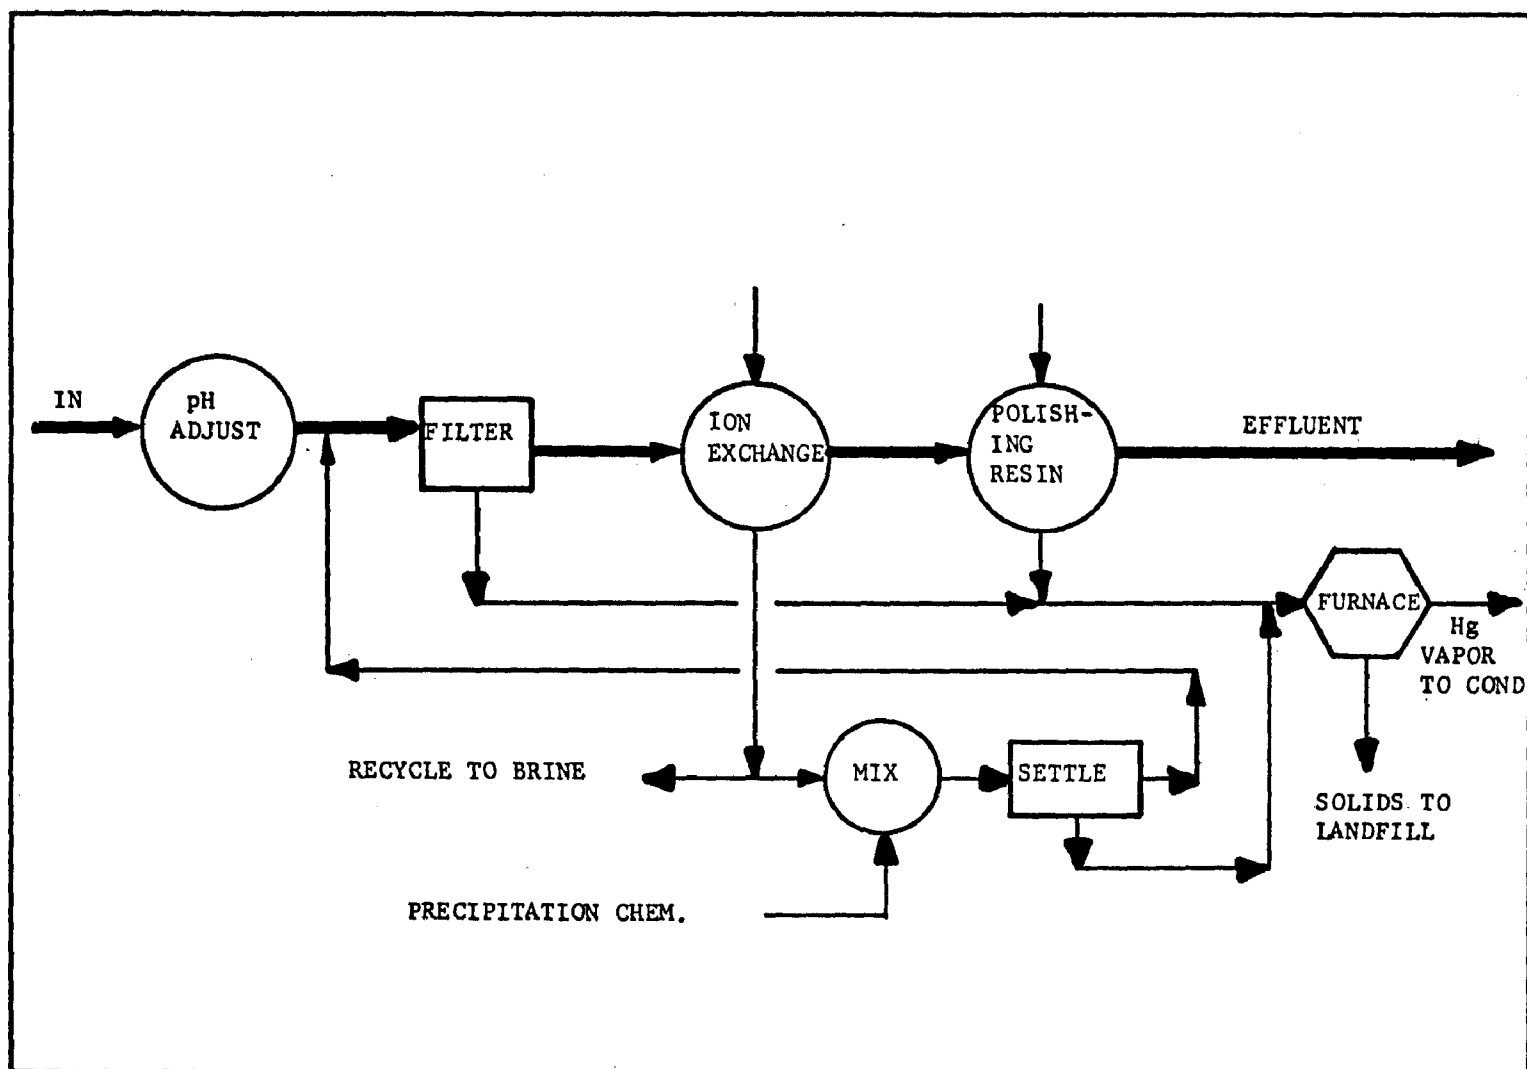 IN
pH
ADJUST
FILTER
ION
EXCHANGE
POLISH-
ING
RESIN
EFFLUENT
FURNACE
Hg
VAPOR
TO COND
RECYCLE TO BRINE
MIX
SETTLE
SOLIDS TO
LANDFILL
PRECIPITATION CHEM.